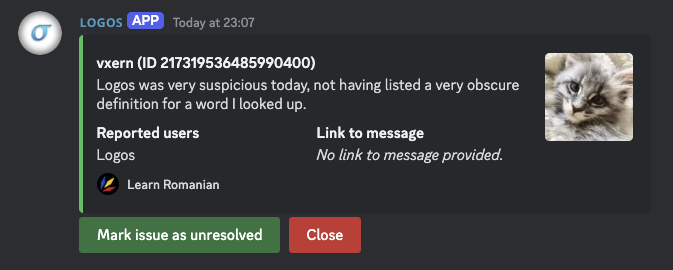 LOGOS APP Today at 23:07
vxern (ID 217319536485990400)
Logos was very suspicious today, not having listed a very obscure
definition for a word I looked up.
Reported users Link to message
Logos No link to message provided.
Learn Romanian
Mark issue as unresolved Close